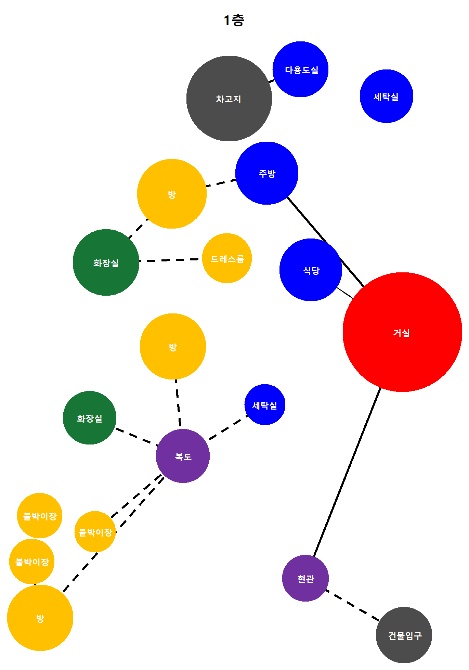 1층
다용도실
차고지
세탁실
주방
방
드레스룸
화장실
식당
거실
방
세탁실
화장실
복도
붙박이장
붙박이장
붙박이장
현관
방
건물입구